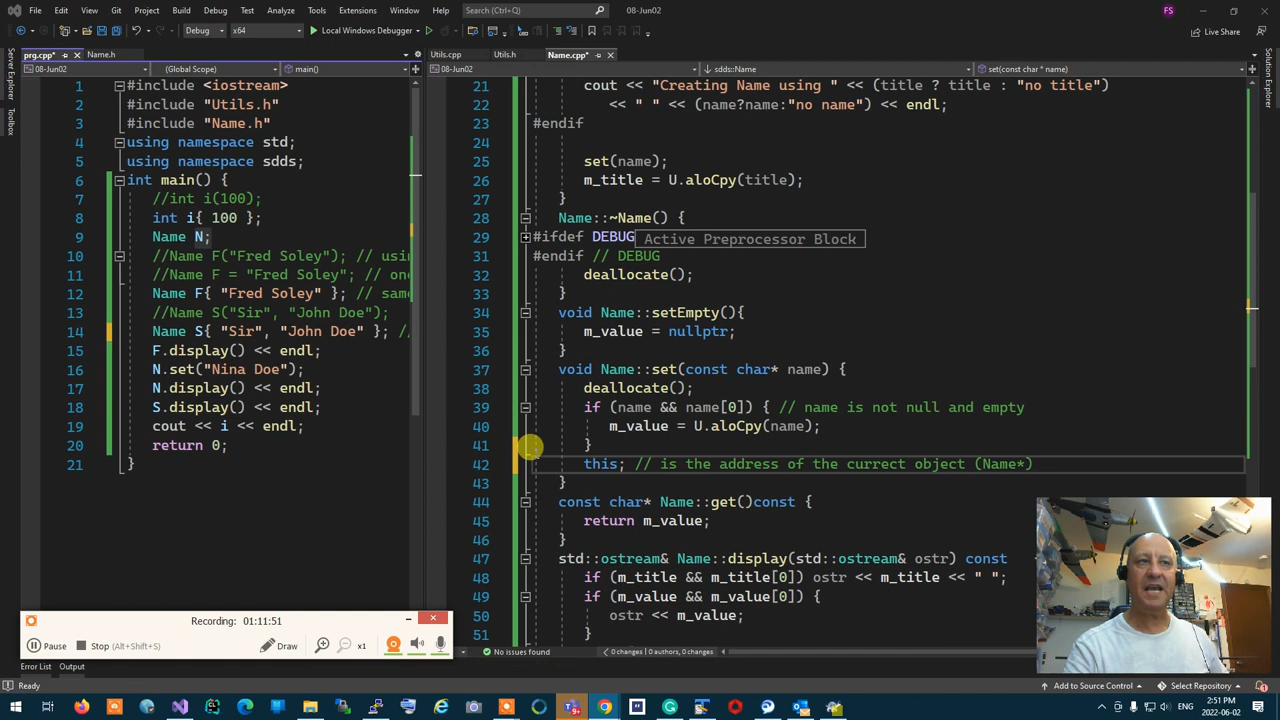 File Edit View Git Project Build Debug Test Analyze Tools Extensions Window Help Search (Ctrl+Q) 08-Jun02 FS
Debug x64 Local Windows Debugger Live Share
prg.cpp* Name.h Utils.cpp Utils.h Name.cpp*
08-Jun02 (Global Scope) main() 08-Jun02 sdds::Name set(const char * name)
Server Explorer
Toolbox
Solution Explorer
1 #include <iostream>
2 #include "Utils.h"
3 #include "Name.h"
4 using namespace std;
5 using namespace sdds;
6 int main() {
7 //int i(100);
8 int i{ 100 };
9 Name N;
10 //Name F("Fred Soley"); // usin
11 //Name F = "Fred Soley"; // one
12 Name F{ "Fred Soley" }; // same
13 //Name S("Sir", "John Doe");
14 Name S{ "Sir", "John Doe" }; //
15 F.display() << endl;
16 N.set("Nina Doe");
17 N.display() << endl;
18 S.display() << endl;
19 cout << i << endl;
20 return 0;
21 }
21 cout << "Creating Name using " << (title ? title : "no title")
22 << " " << (name?name:"no name") << endl;
23 #endif
24
25 set(name);
26 m_title = U.aloCpy(title);
27 }
28 Name::~Name() {
29 #ifdef DEBUG Active Preprocessor Block
31 #endif // DEBUG
32 deallocate();
33 }
34 void Name::setEmpty(){
35 m_value = nullptr;
36 }
37 void Name::set(const char* name) {
38 deallocate();
39 if (name && name[0]) { // name is not null and empty
40 m_value = U.aloCpy(name);
41 }
42 this; // is the address of the currect object (Name*)
43 }
44 const char* Name::get()const {
45 return m_value;
46 }
47 std::ostream& Name::display(std::ostream& ostr) const
48 if (m_title && m_title[0]) ostr << m_title << " ";
49 if (m_value && m_value[0]) {
50 ostr << m_value;
51 }
Recording: 01:11:51
Pause Stop (Alt+Shift+S) Draw x1
No issues found 0 changes | 0 authors, 0 changes
Error List Output
Ready Add to Source Control Select Repository
2:51 PM
2022-06-02